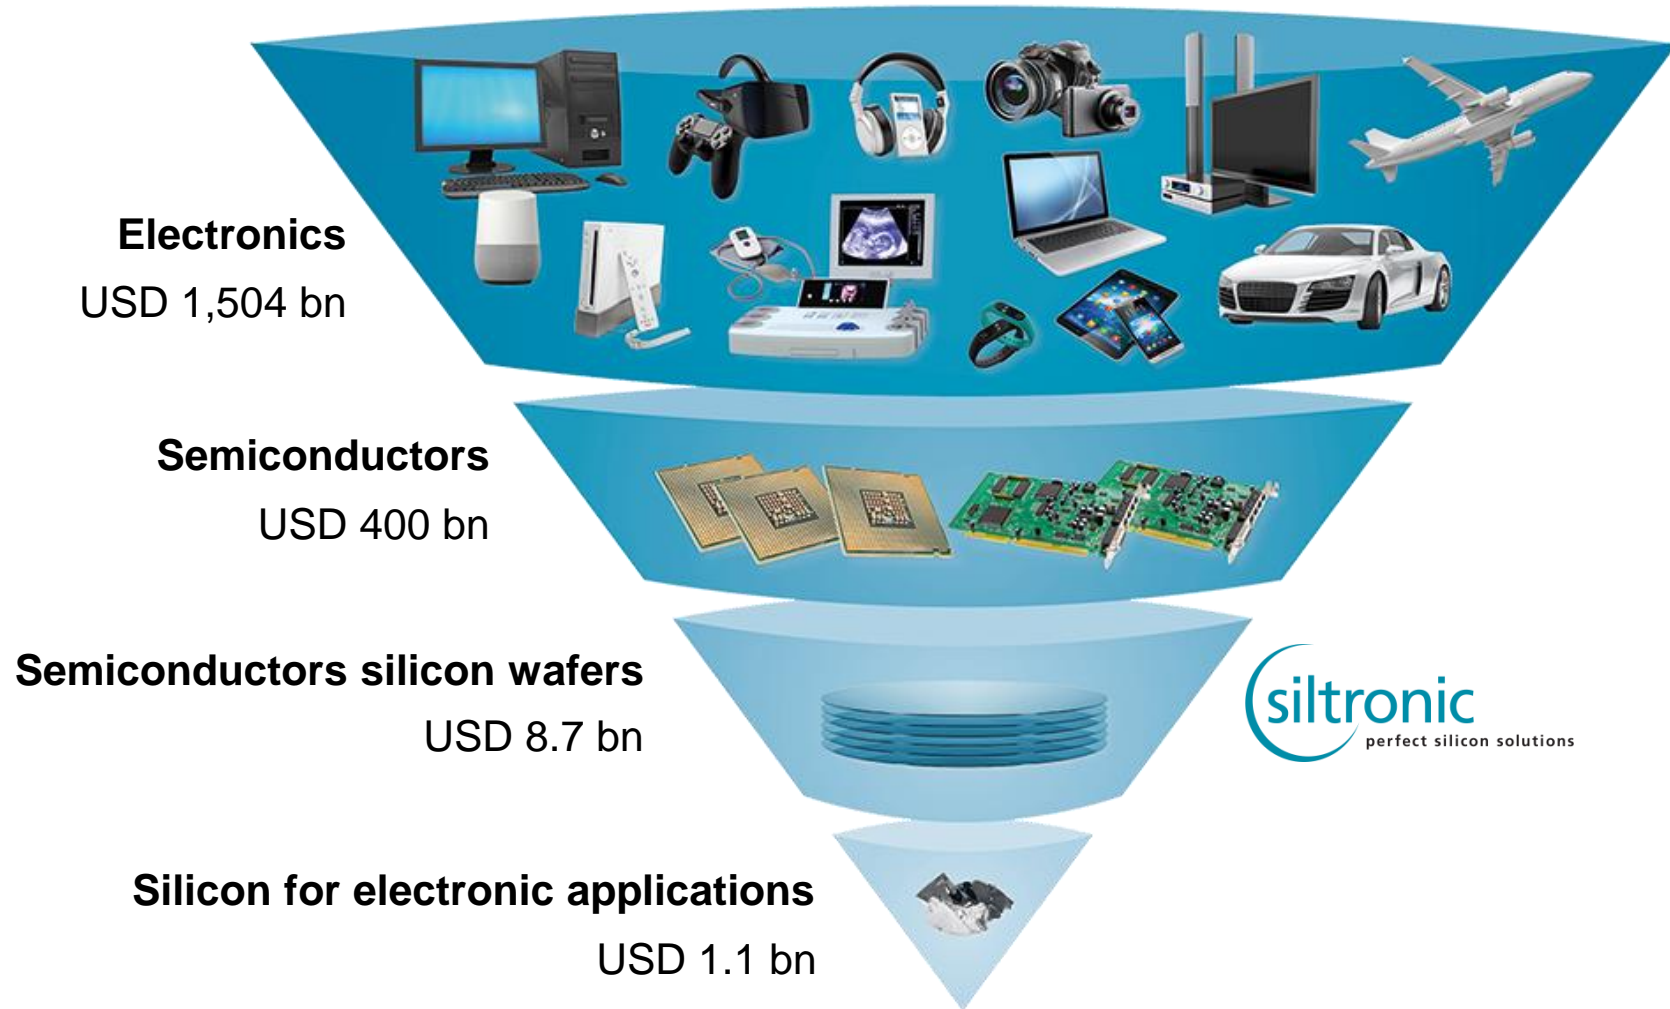 Electronics
USD 1,504 bn
Semiconductors
USD 400 bn
Semiconductors silicon wafers
USD 8.7 bn
siltronic
perfect silicon solutions
Silicon for electronic applications
USD 1.1 bn